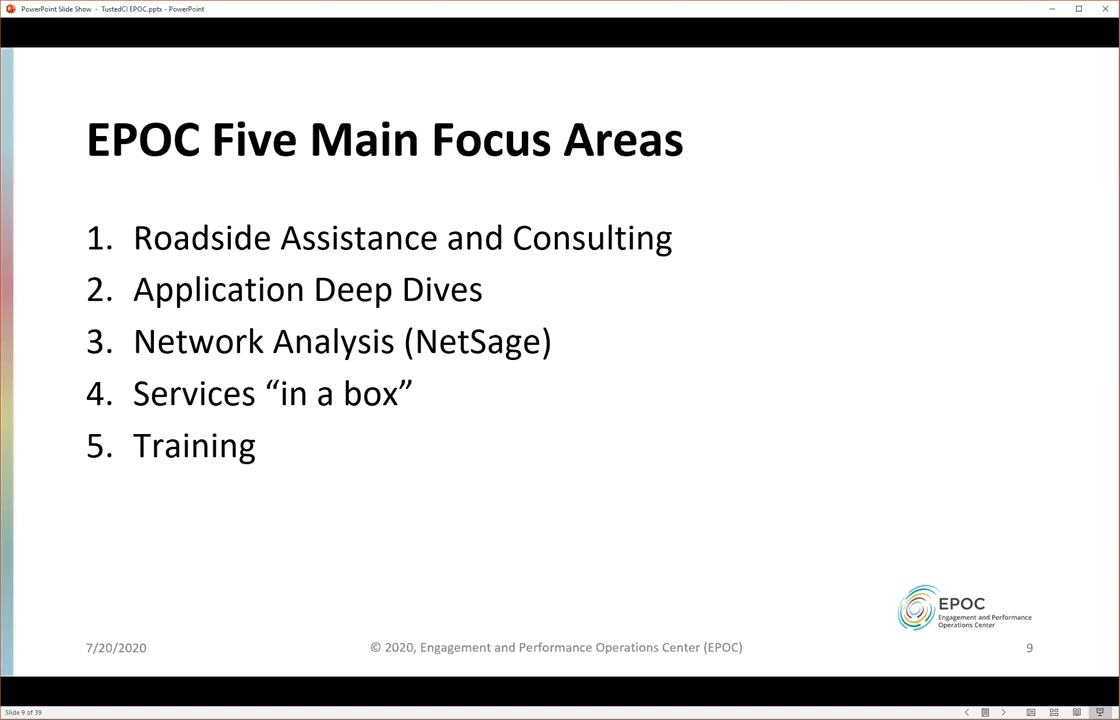 PowerPoint Slide Show - TustedCI EPOC.pptx - PowerPoint
EPOC Five Main Focus Areas
1. Roadside Assistance and Consulting
2. Application Deep Dives
3. Network Analysis (NetSage)
4. Services “in a box”
5. Training
EPOC
Engagement and Performance
Operations Center
7/20/2020
© 2020, Engagement and Performance Operations Center (EPOC)
9
Slide 9 of 39